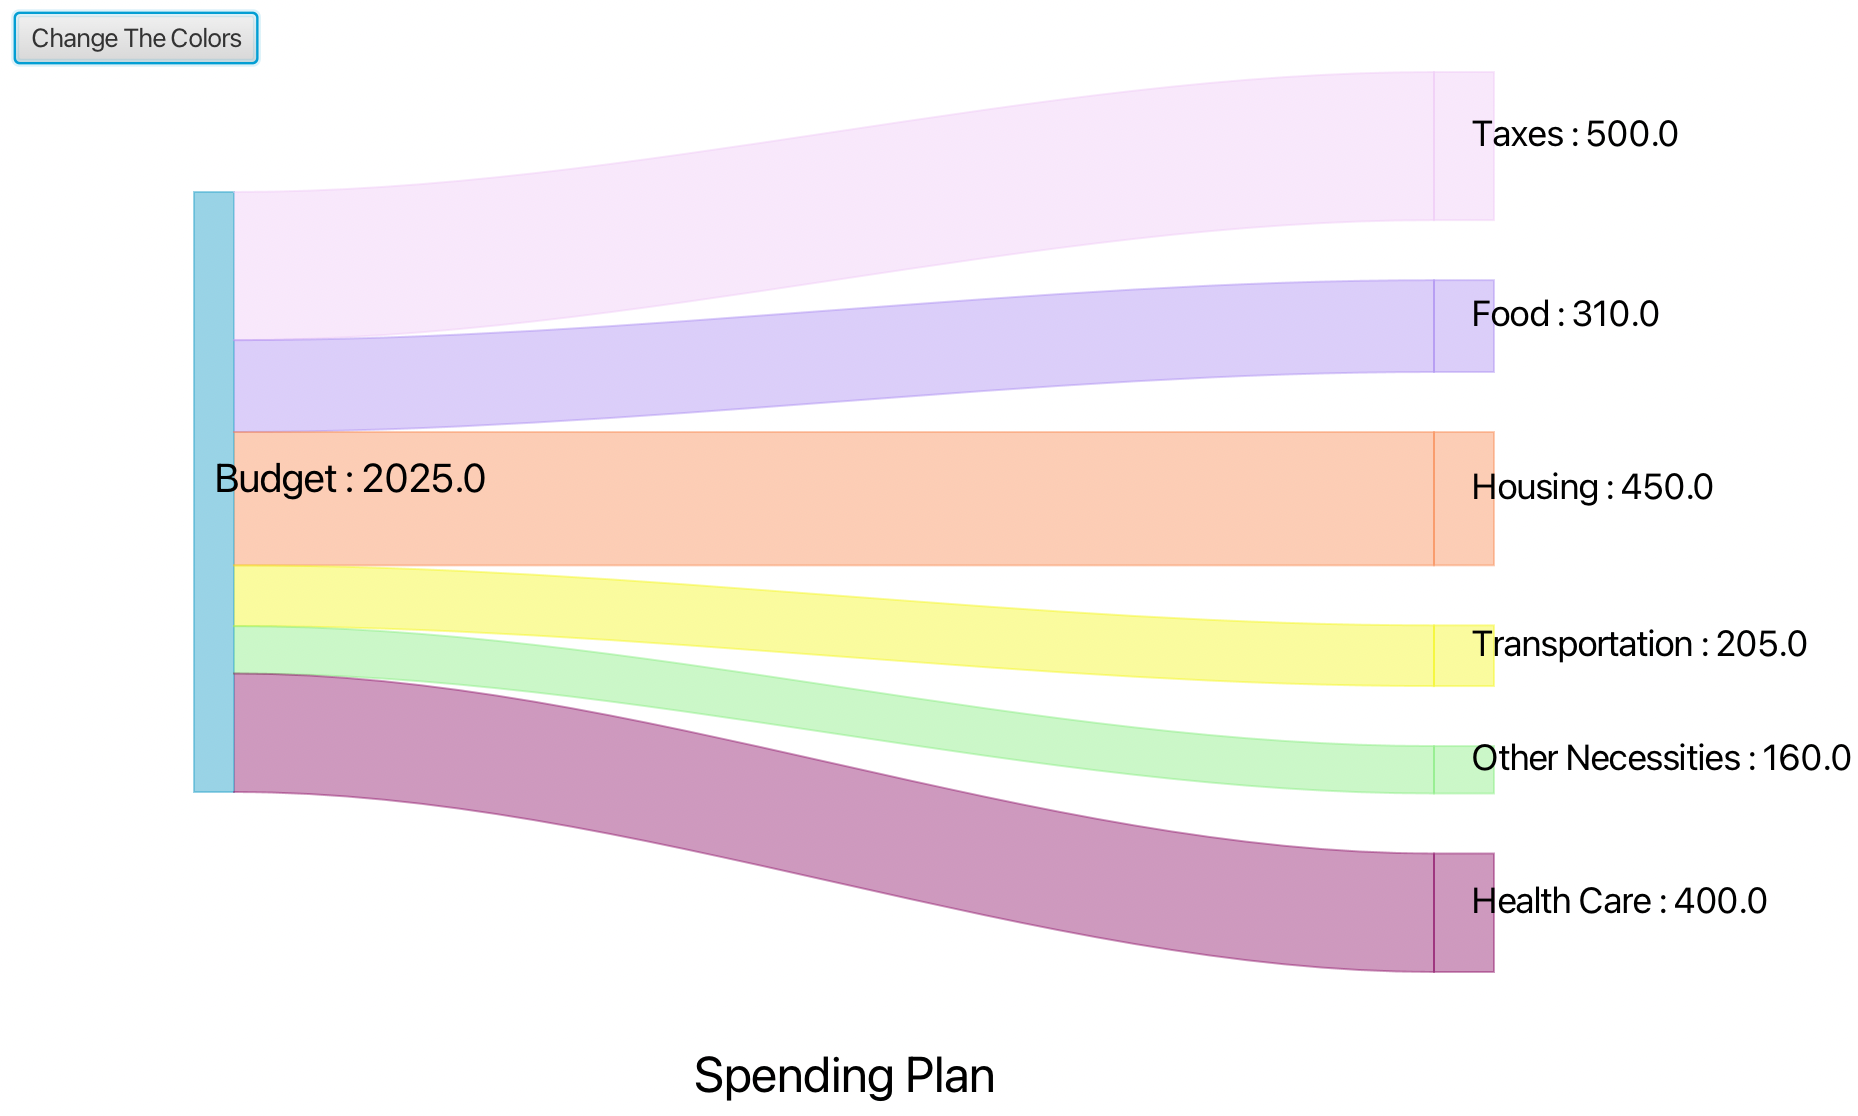 Change The Colors
Taxes : 500.0
Food : 310.0
Budget : 2025.0
Housing : 450.0
Transportation : 205.0
Other Necessities : 160.0
Health Care : 400.0
Spending Plan